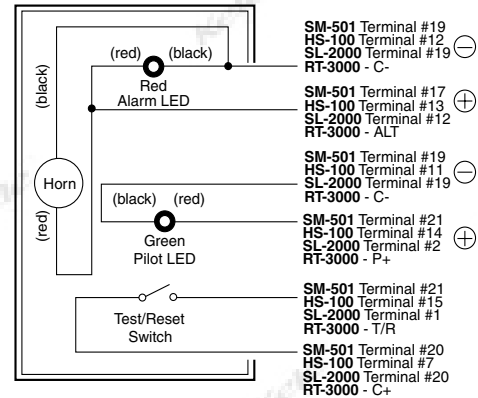 SM-501 Terminal #19
HS-100 Terminal #12
SL-2000 Terminal #19
RT-3000 - C-
(red) (black)
Red
Alarm LED
(black)
SM-501 Terminal #17
HS-100 Terminal #13
SL-2000 Terminal #12
RT-3000 - ALT
Horn
(red)
SM-501 Terminal #19
HS-100 Terminal #11
SL-2000 Terminal #19
RT-3000 - C-
(black) (red)
Green
Pilot LED
SM-501 Terminal #21
HS-100 Terminal #14
SL-2000 Terminal #2
RT-3000 - P+
Test/Reset
Switch
SM-501 Terminal #21
HS-100 Terminal #15
SL-2000 Terminal #1
RT-3000 - T/R
SM-501 Terminal #20
HS-100 Terminal #7
SL-2000 Terminal #20
RT-3000 - C+